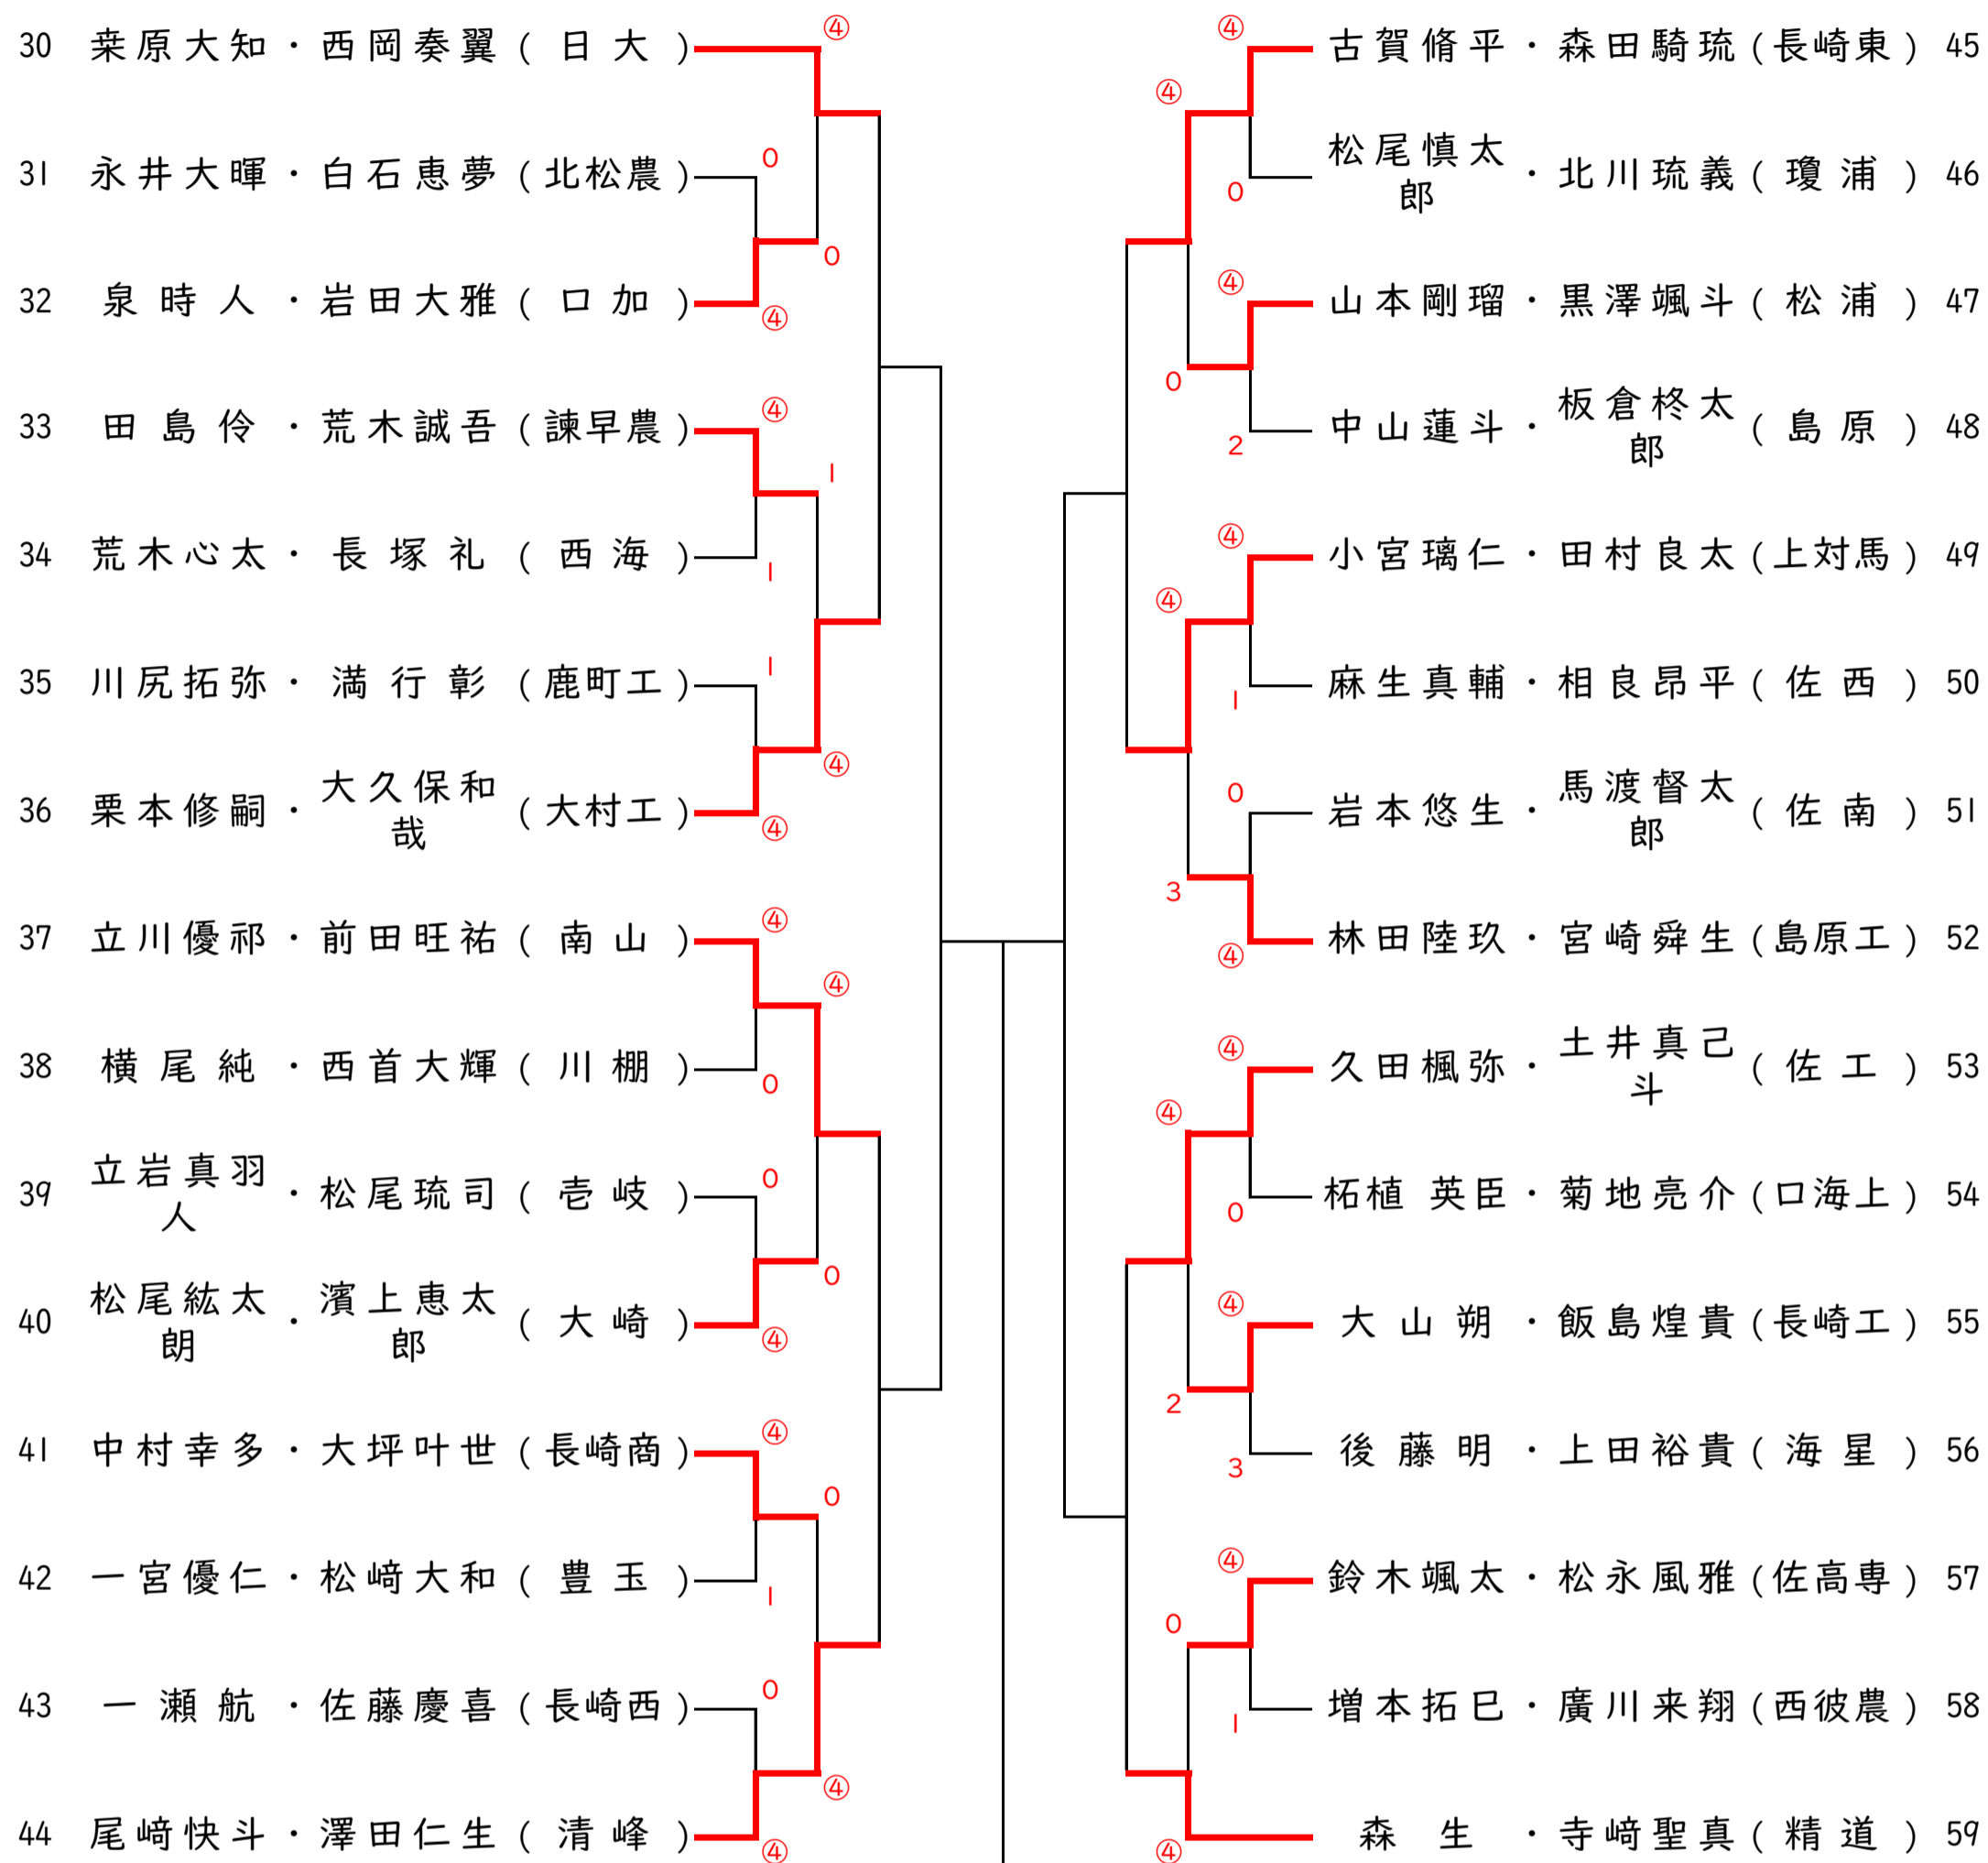 30 桒原大知・西岡奏翼(日大) ④
31 永井大暉・白石恵夢(北松農) 0
32 泉時人・岩田大雅(口加) ④ 0
33 田島伶・荒木誠吾(諫早農) ④ 1
34 荒木心太・長塚礼(西海) 1
35 川尻拓弥・満行彰(鹿町工) 1
36 栗本修嗣・大久保和哉(大村工) ④ ④
37 立川優祁・前田旺祐(南山) ④ ④
38 横尾純・西首大輝(川棚) 0
39 立岩真羽人・松尾琉司(壱岐) 0
40 松尾紘太朗・濱上恵太郎(大崎) ④ 0
41 中村幸多・大坪叶世(長崎商) ④ 0
42 一宮優仁・松﨑大和(豊玉) 1
43 一瀬航・佐藤慶喜(長崎西) 0
44 尾﨑快斗・澤田仁生(清峰) ④ ④
④ ④ 古賀脩平・森田騎琉(長崎東) 45
0 松尾慎太郎・北川琉義(瓊浦) 46
0 ④ 山本剛瑠・黒澤颯斗(松浦) 47
2 中山蓮斗・板倉柊太郎(島原) 48
④ ④ 小宮璃仁・田村良太(上対馬) 49
1 麻生真輔・相良昂平(佐西) 50
0 岩本悠生・馬渡督太郎(佐南) 51
3 ④ 林田陸玖・宮崎舜生(島原工) 52
④ ④ 久田楓弥・土井真己斗(佐工) 53
0 柘植 英臣・菊地亮介(口海上) 54
2 ④ 大山朔・飯島煌貴(長崎工) 55
3 後藤明・上田裕貴(海星) 56
0 ④ 鈴木颯太・松永風雅(佐高専) 57
1 増本拓巳・廣川来翔(西彼農) 58
④ 森生・寺﨑聖真(精道) 59